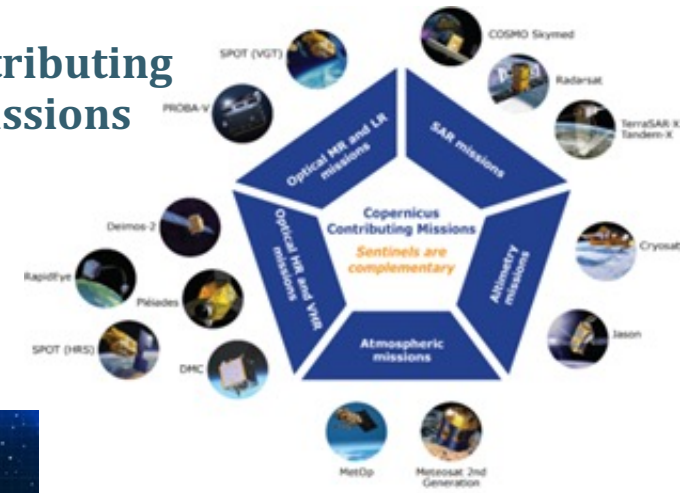 tributing
issions
SPOT (VGT)
COSMO Skymed
Radarsat
PROBA-V
TerraSAR-X
Tandem-X
Optical MR and LR
missions
SAR missions
Copernicus
Contributing Missions
Sentinels are
complementary
Optical HR and VHR
missions
Altimetry
missions
Atmospheric
missions
Deimos-2
RapidEye
Pléiades
SPOT (HRS)
DMC
Cryosat
Jason
MetOp
Meteosat 2nd
Generation